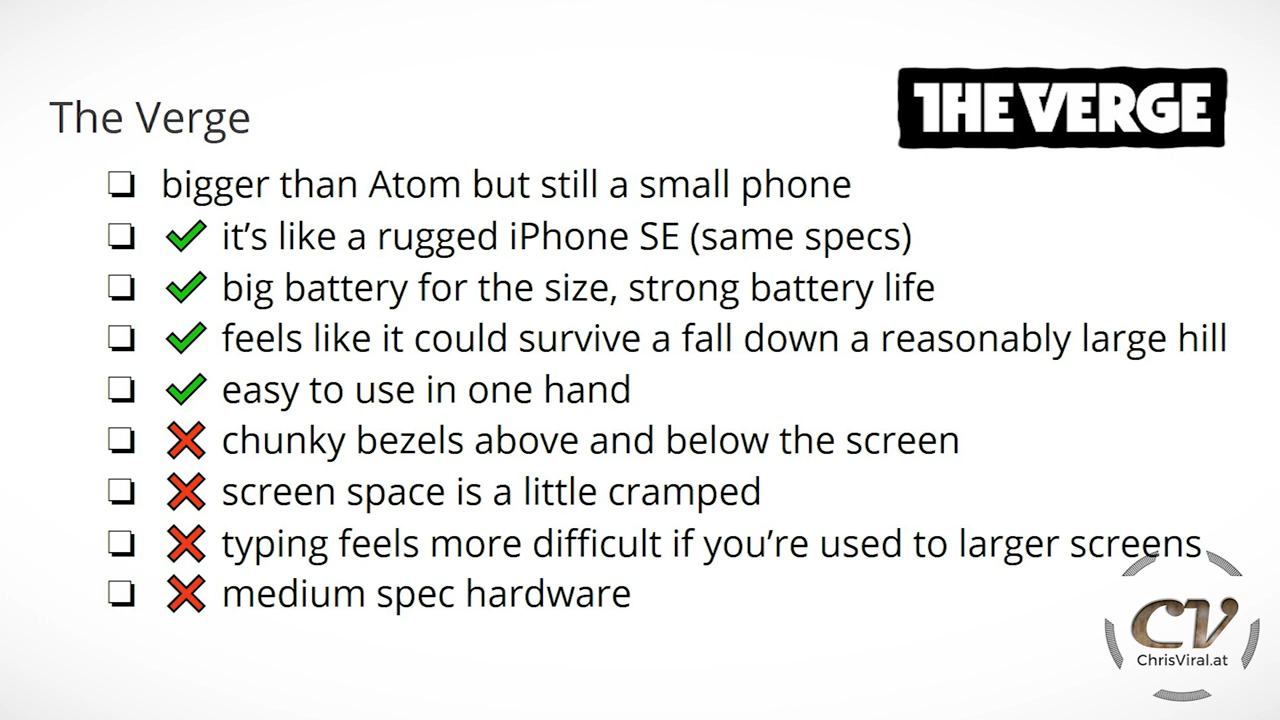 THE VERGE
The Verge
bigger than Atom but still a small phone
it’s like a rugged iPhone SE (same specs)
big battery for the size, strong battery life
feels like it could survive a fall down a reasonably large hill
easy to use in one hand
chunky bezels above and below the screen
screen space is a little cramped
typing feels more difficult if you’re used to larger screens
medium spec hardware
CV
ChrisViral.at